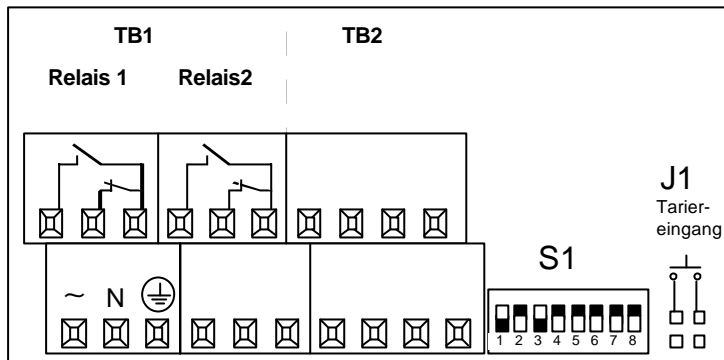 TB1 TB2
Relais 1 Relais2
J1
Tarier-
eingang
S1
~ N
1 2 3 4 5 6 7 8